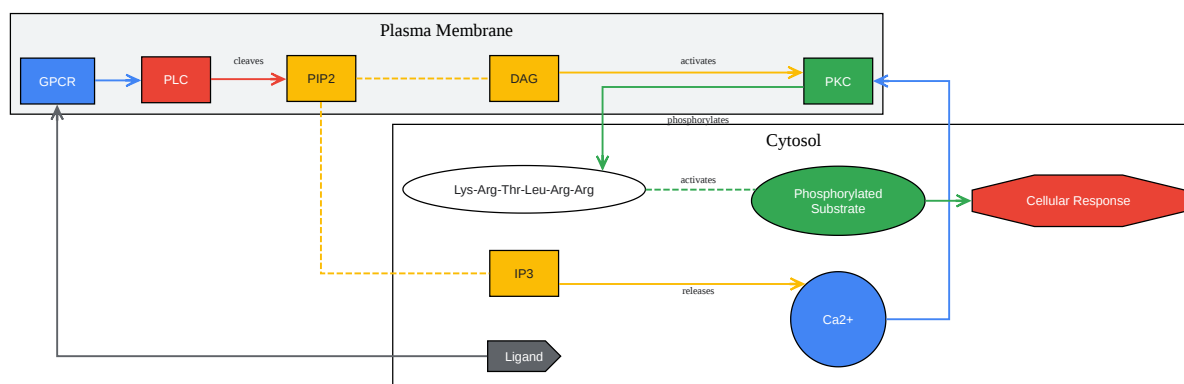 Plasma Membrane
GPCR
PLC
cleaves
PIP2
DAG
activates
PKC
phosphorylates
Cytosol
Lys-Arg-Thr-Leu-Arg-Arg
activates
Phosphorylated
Substrate
Cellular Response
IP3
releases
Ca2+
Ligand